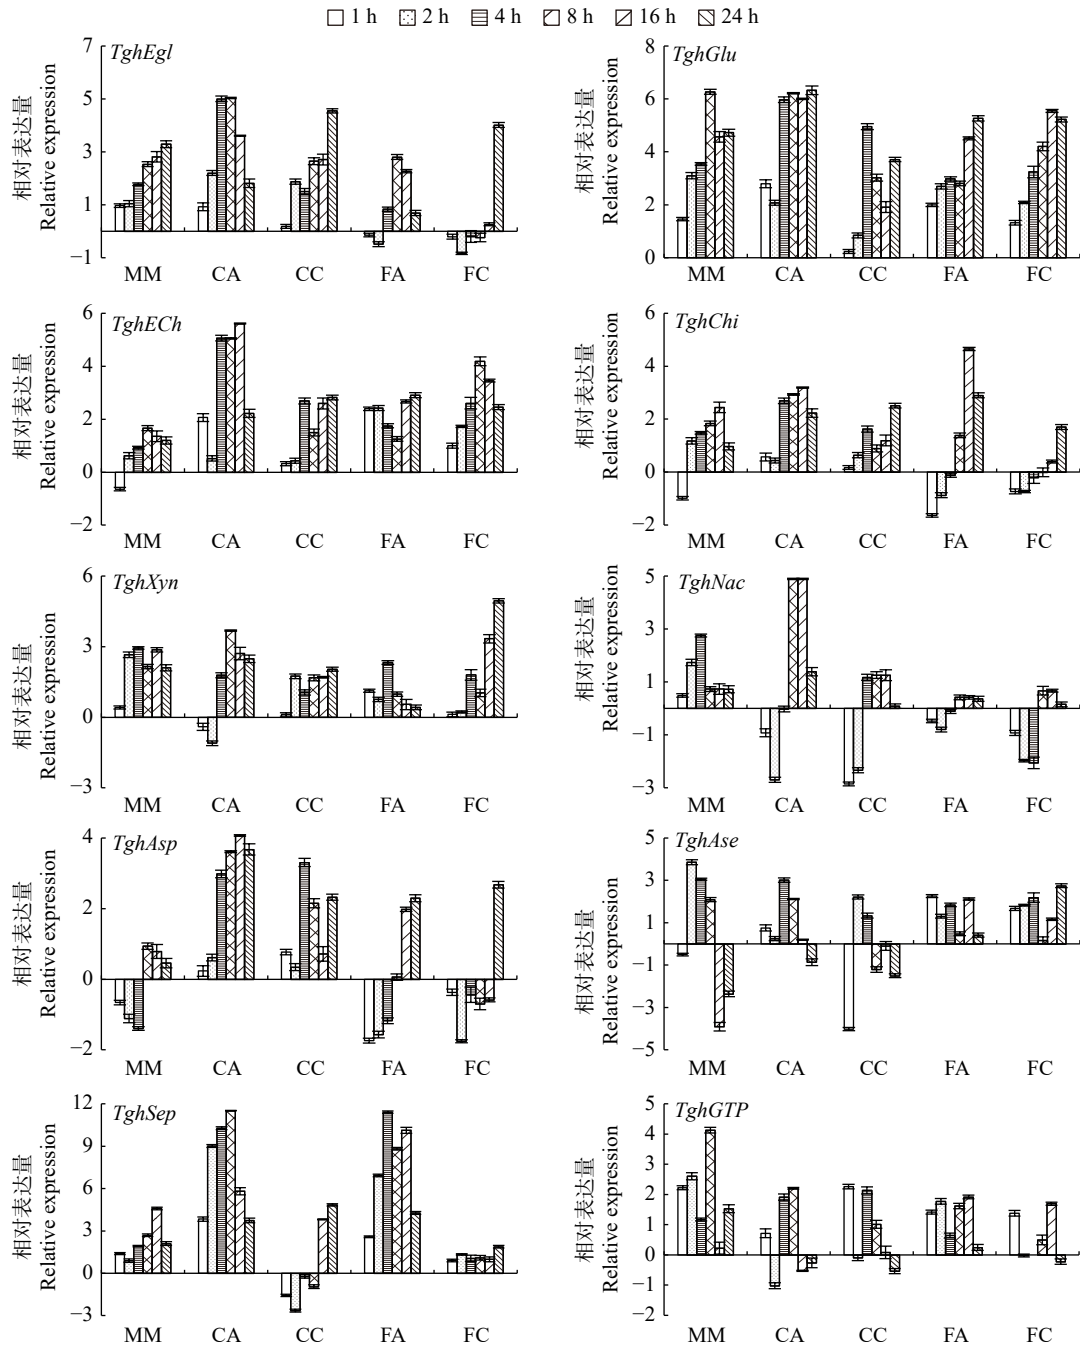 1 h 2 h 4 h 8 h 16 h 24 h
TghEgl
相对表达量
Relative expression
7
5
3
1
−1
MM CA CC FA FC
TghGlu
相对表达量
Relative expression
8
6
4
2
0
MM CA CC FA FC
TghECh
相对表达量
Relative expression
6
4
2
0
−2
MM CA CC FA FC
TghChi
相对表达量
Relative expression
6
4
2
0
−2
MM CA CC FA FC
TghXyn
相对表达量
Relative expression
6
3
0
−3
MM CA CC FA FC
TghNac
相对表达量
Relative expression
5
3
1
−1
−3
MM CA CC FA FC
TghAsp
相对表达量
Relative expression
4
2
0
−2
MM CA CC FA FC
TghAse
相对表达量
Relative expression
5
3
1
−1
−3
−5
MM CA CC FA FC
TghSep
相对表达量
Relative expression
12
9
6
3
0
−3
MM CA CC FA FC
TghGTP
相对表达量
Relative expression
5
4
3
2
1
0
−1
−2
MM CA CC FA FC